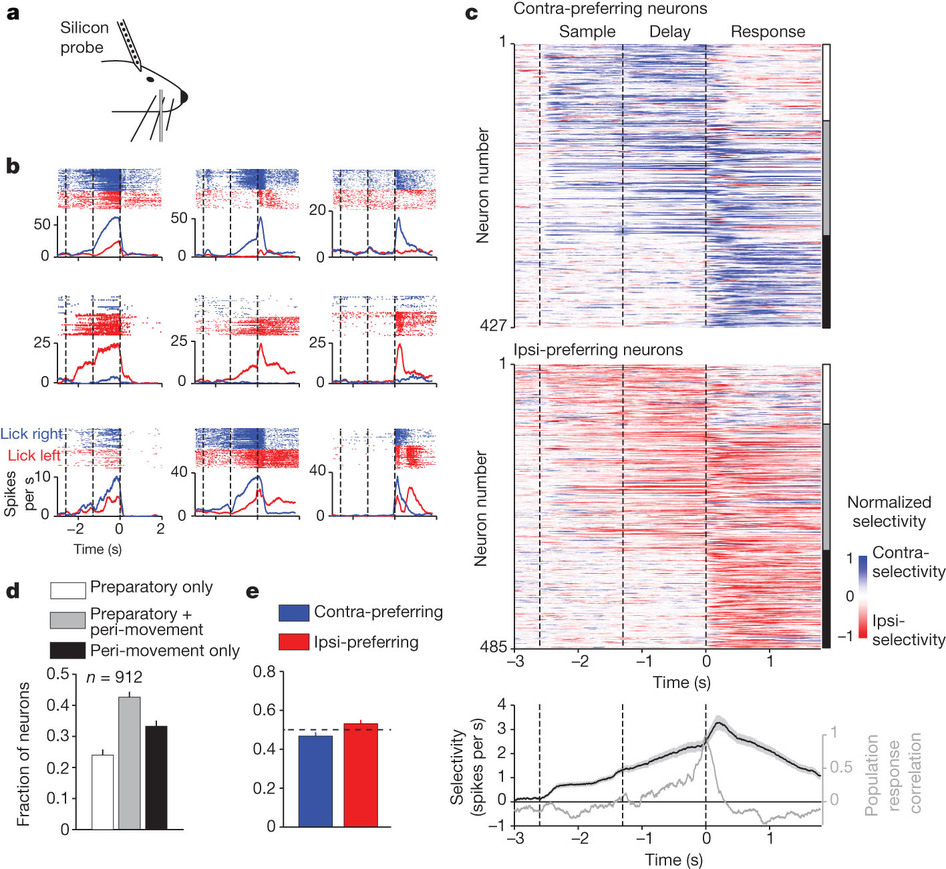 a
Silicon
probe
b
50
0
50
0
20
0
25
0
25
0
25
0
Lick right
Lick left
Spikes
per s
10
0
40
0
40
0
−2
0
2
Time (s)
c
Contra-preferring neurons
Sample
Delay
Response
1
Neuron number
427
Ipsi-preferring neurons
1
Neuron number
485
−3
−2
−1
0
1
Time (s)
Normalized
selectivity
1
Contra-
selectivity
0
Ipsi-
−1
selectivity
Selectivity
(spikes per s)
4
3
2
1
0
−1
−3
−2
−1
0
1
Time (s)
1
0.5
0
Population
response
correlation
d
Preparatory only
Preparatory +
peri-movement
Peri-movement only
n = 912
Fraction of neurons
0.5
0.4
0.3
0.2
0.1
0
e
Contra-preferring
Ipsi-preferring
0.8
0.6
0.4
0.2
0